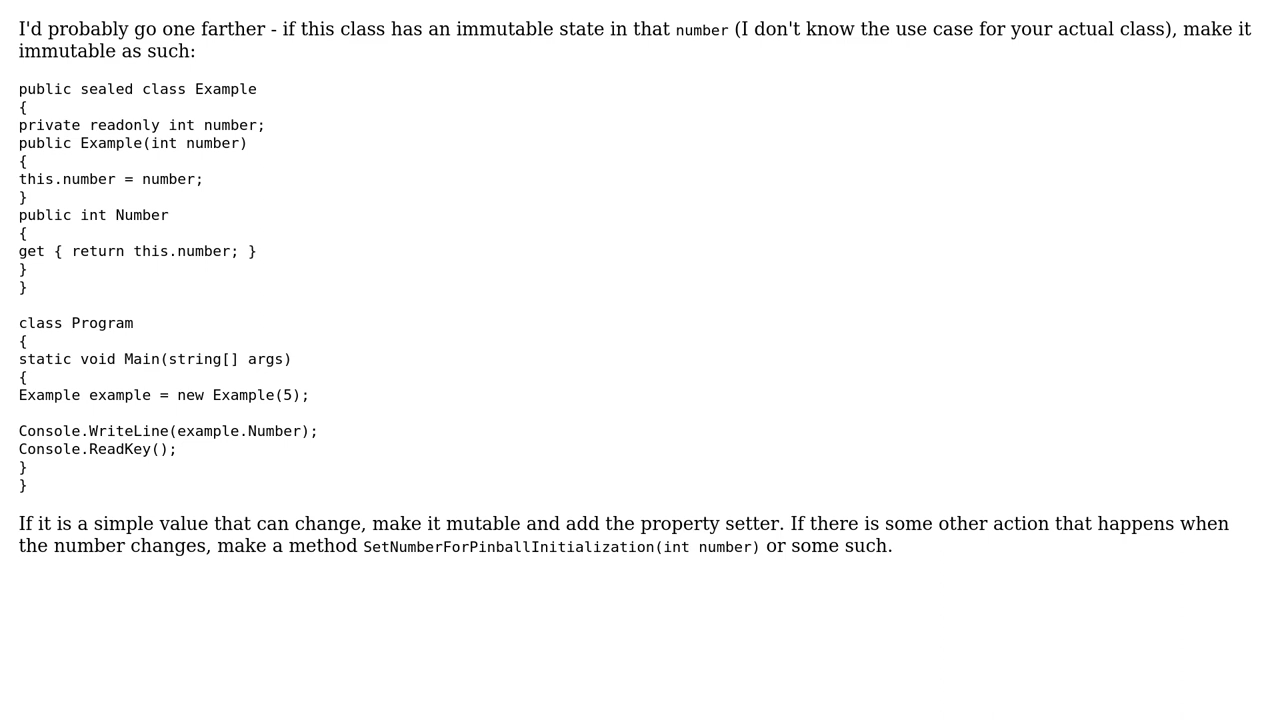 I'd probably go one farther - if this class has an immutable state in that number (I don't know the use case for your actual class), make it
immutable as such:
public sealed class Example
{
private readonly int number;
public Example(int number)
{
this.number = number;
}
public int Number
{
get { return this.number; }
}
}
class Program
{
static void Main(string[] args)
{
Example example = new Example(5);
Console.WriteLine(example.Number);
Console.ReadKey();
}
}
If it is a simple value that can change, make it mutable and add the property setter. If there is some other action that happens when
the number changes, make a method SetNumberForPinballInitialization(int number) or some such.